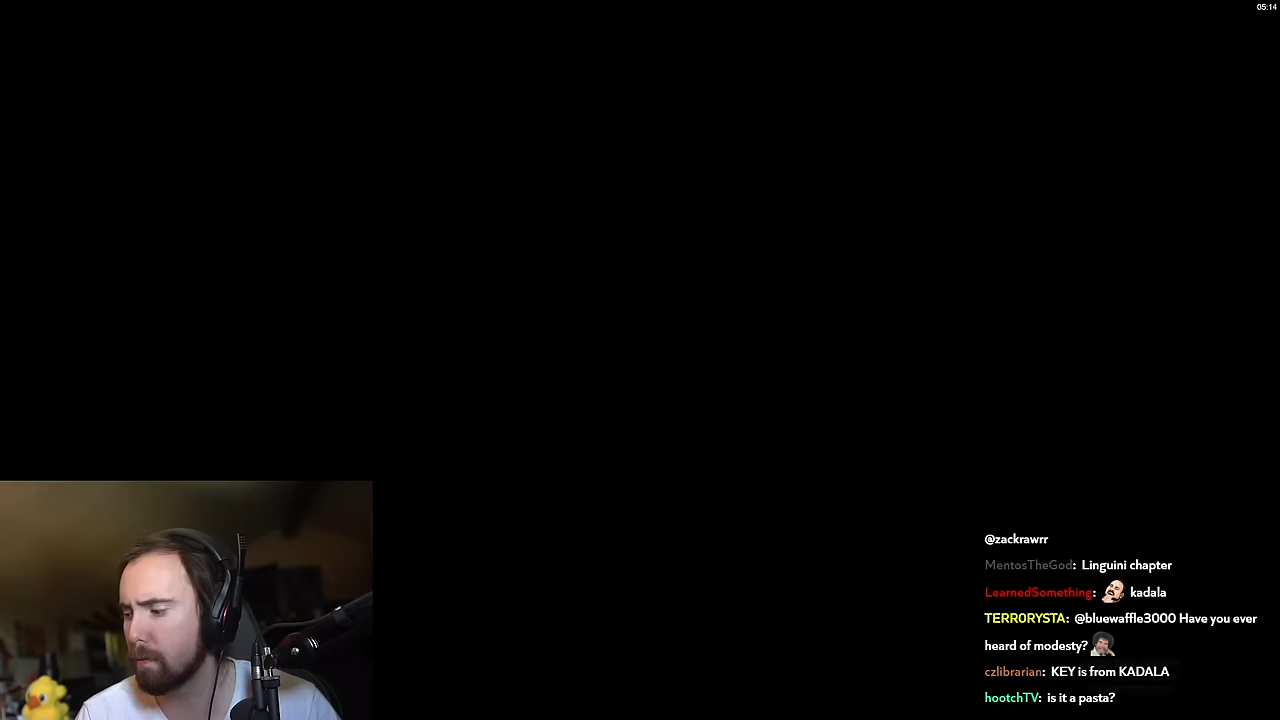 05:14
@zackrawrr
MentosTheGod: Linguini chapter
LearnedSomething: kadala
TERR0RYSTA: @bluewaffle3000 Have you ever
heard of modesty?
czlibrarian: KEY is from KADALA
hootchTV: is it a pasta?